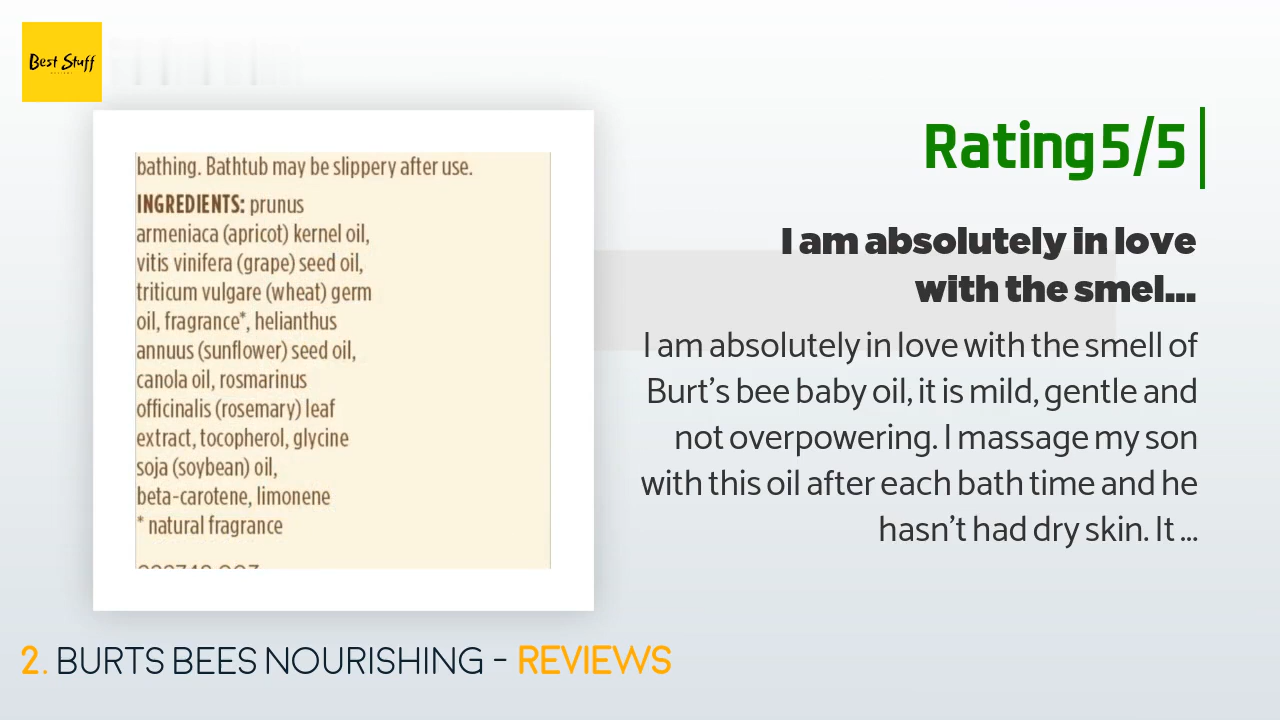 Best Stuff
bathing. Bathtub may be slippery after use.
INGREDIENTS: prunus
armeniaca (apricot) kernel oil,
vitis vinifera (grape) seed oil,
triticum vulgare (wheat) germ
oil, fragrance*, helianthus
annuus (sunflower) seed oil,
canola oil, rosmarinus
officinalis (rosemary) leaf
extract, tocopherol, glycine
soja (soybean) oil,
beta-carotene, limonene
* natural fragrance
Rating 5/5
I am absolutely in love
with the smel...
I am absolutely in love with the smell of
Burt's bee baby oil, it is mild, gentle and
not overpowering. I massage my son
with this oil after each bath time and he
hasn't had dry skin. It ...
2. BURTS BEES NOURISHING - REVIEWS